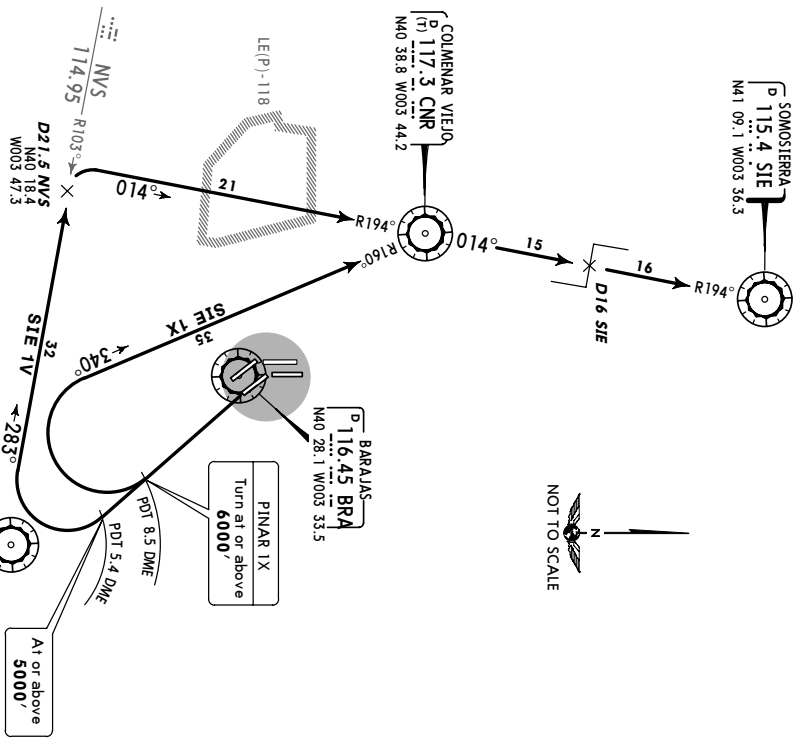 SOMOSIERRA
D 115.4 SIE
N41 09.1 W003 36.3
COLMENAR VIEJO
D
(T) 117.3 CNR
N40 38.8 W003 44.2
LE(P)-118
NVS
114.95
R103°
D21.5 NVS
N40 18.4
W003 47.3
014°
21
R194°
R160°
014°
15
D16 SIE
16
R194°
SIE 1X
35
340°
SIE 1V
32
283°
BARAJAS
D 116.45 BRA
N40 28.1 W003 33.5
PINAR 1X
Turn at or above
6000'
PDT 8.5 DME
PDT 5.4 DME
At or above
5000'
N
NOT TO SCALE